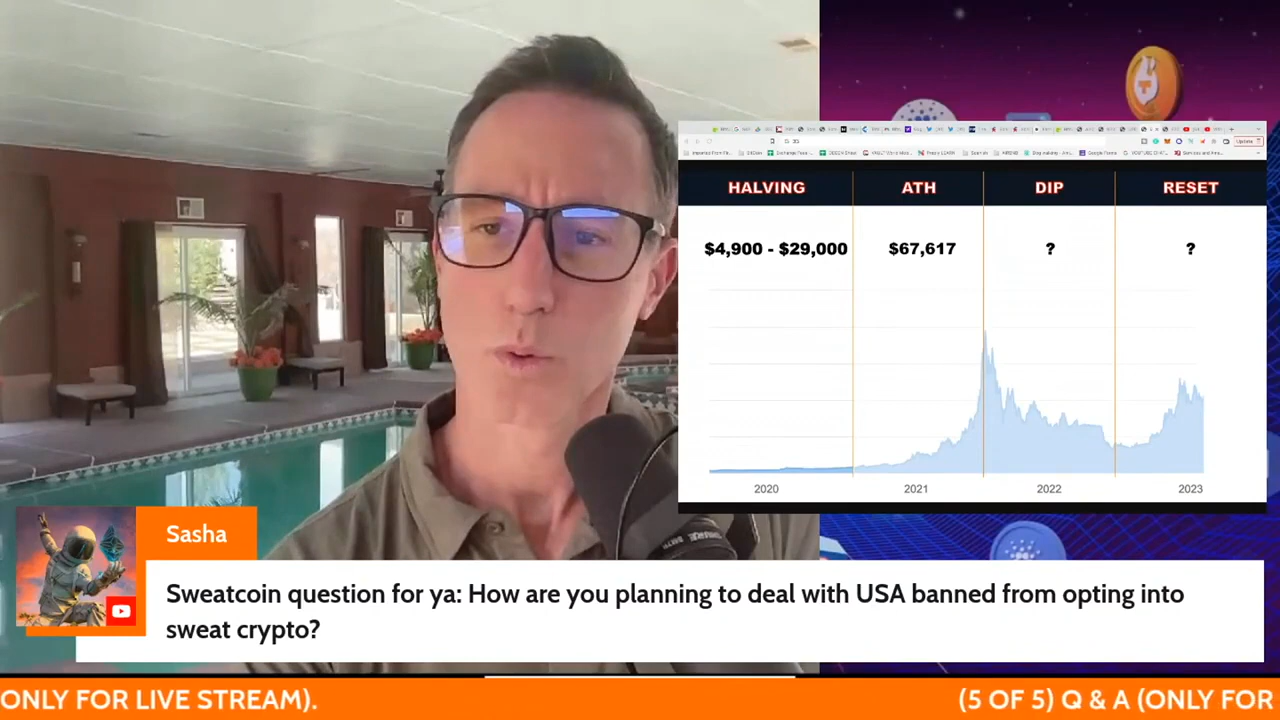 HALVING
ATH
DIP
RESET
$4,900 - $29,000
$67,617
?
?
2020
2021
2022
2023
Sasha
Sweatcoin question for ya: How are you planning to deal with USA banned from opting into
sweat crypto?
ONLY FOR LIVE STREAM).
(5 OF 5) Q & A (ONLY FOR